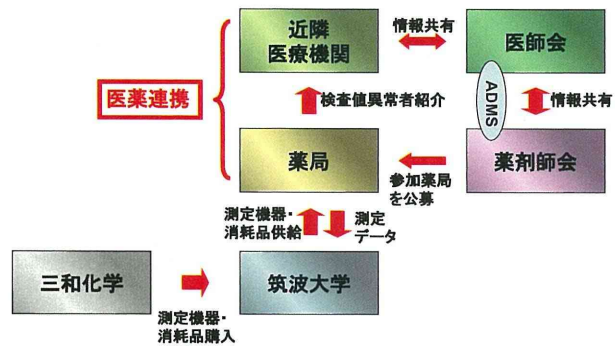 近隣
医療機関
情報共有
医師会
医薬連携
検査値異常者紹介
ADMS
情報共有
薬局
参加薬局
を公募
薬剤師会
測定機器・
消耗品供給
測定
データ
三和化学
測定機器・
消耗品購入
筑波大学